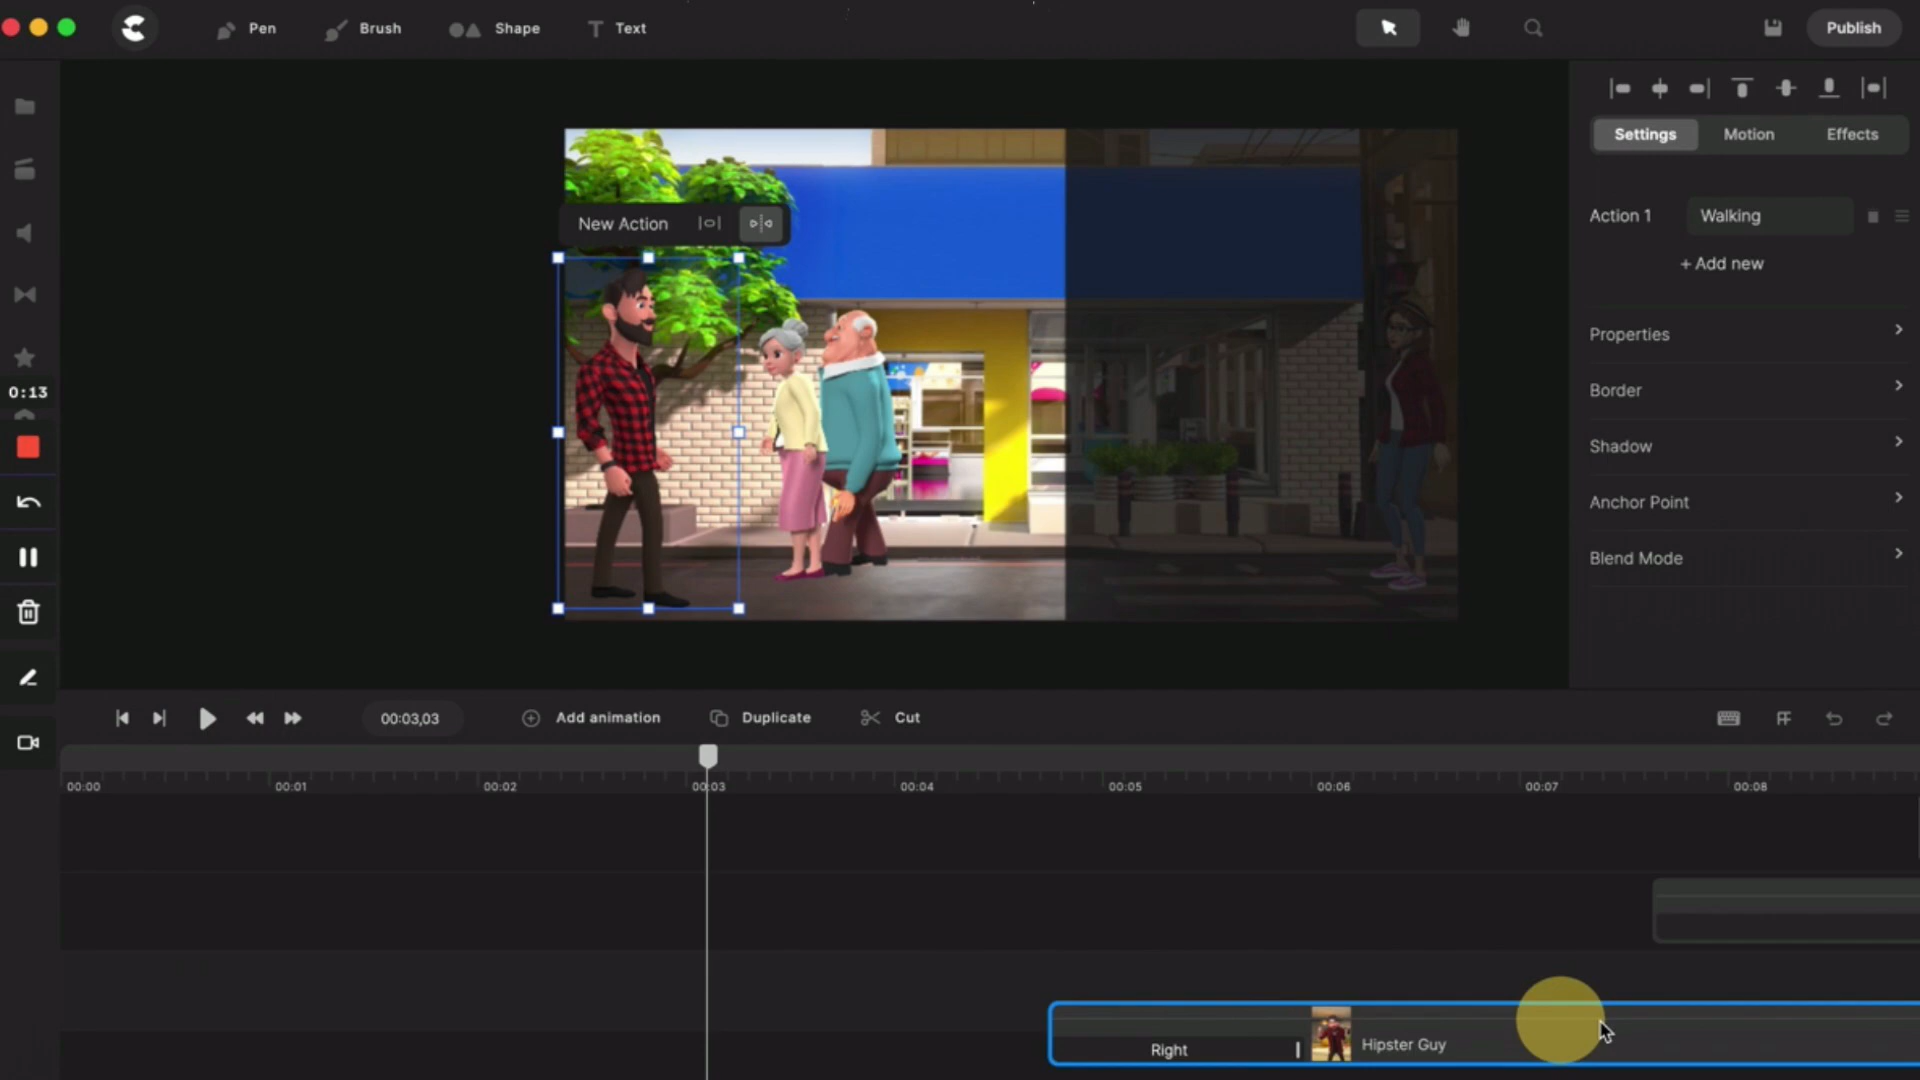 Pen
Brush
Shape
Text
Publish
Settings
Motion
Effects
Action 1
Walking
+ Add new
Properties
Border
Shadow
Anchor Point
Blend Mode
New Action
0:13
00:03,03
Add animation
Duplicate
Cut
00:00
00:01
00:02
00:03
00:04
00:05
00:06
00:07
00:08
Right
Hipster Guy